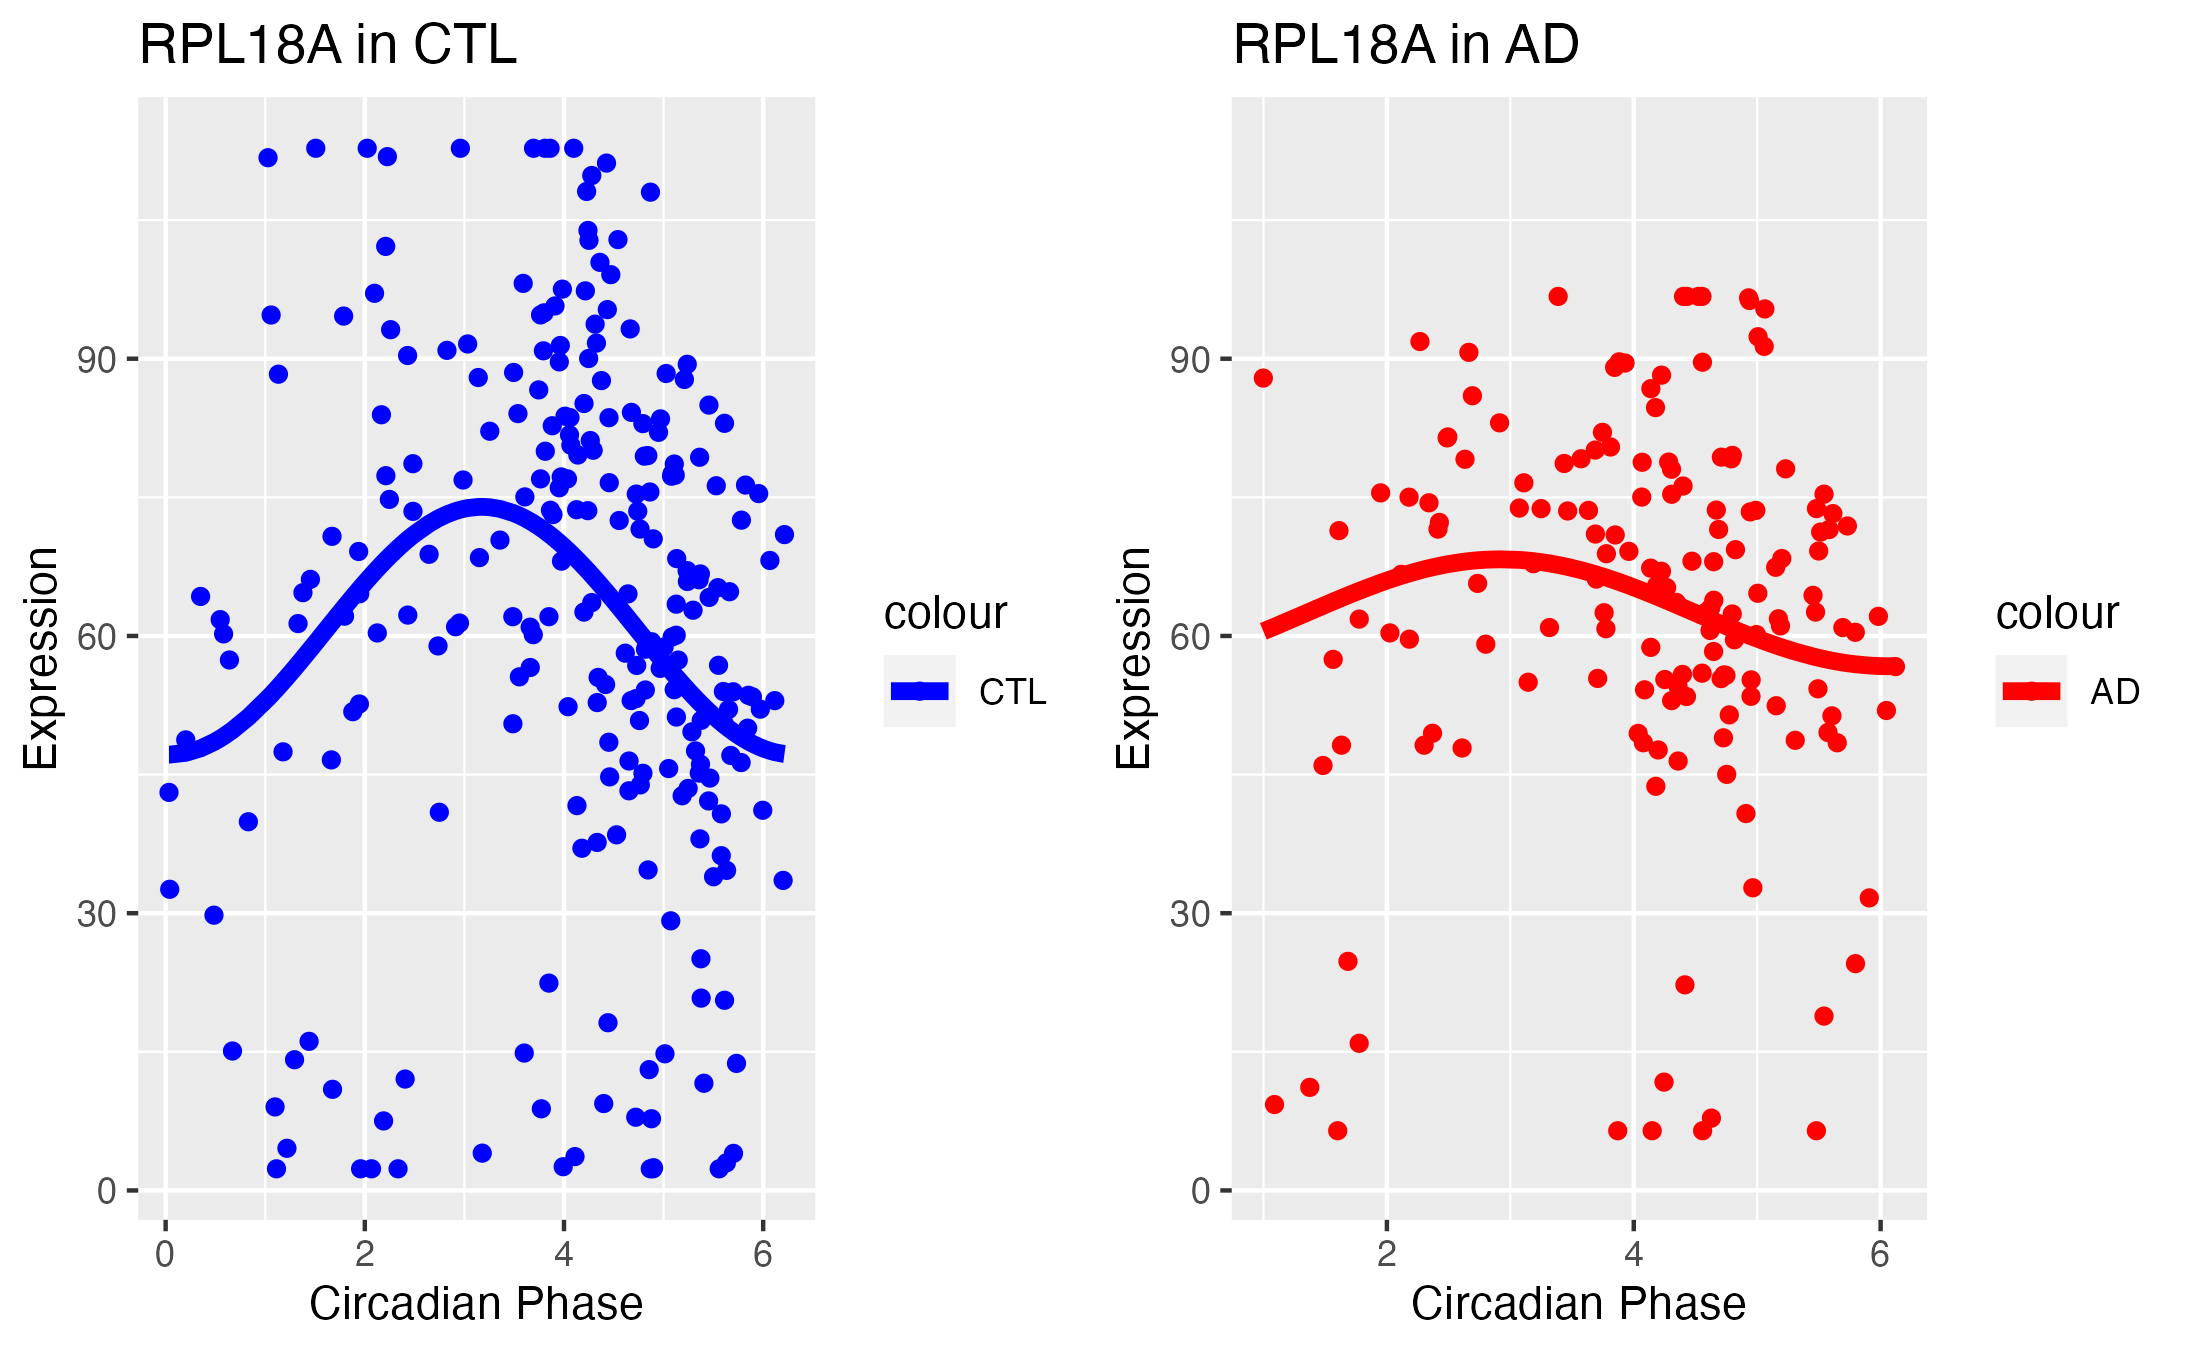 RPL18A in CTL
Expression
90
60
30
0
0 2 4 6
Circadian Phase
colour
CTL
RPL18A in AD
Expression
90
60
30
0
2 4 6
Circadian Phase
colour
AD